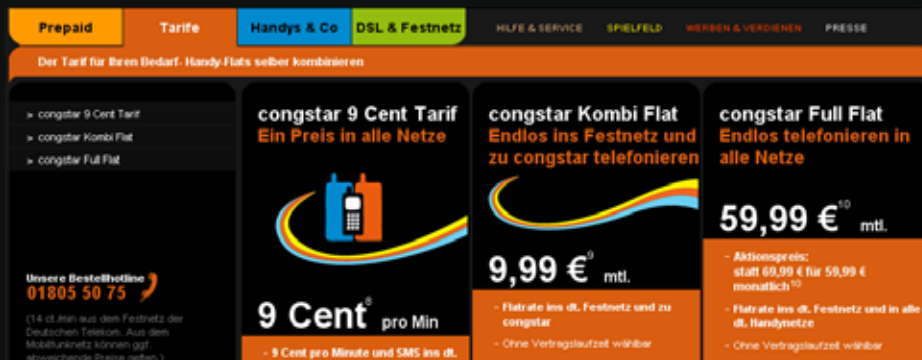 Prepaid
Tarife
Handys & Co
DSL & Festnetz
HILFE & SERVICE
SPIELFELD
WERBEN & VERDIENEN
PRESSE
Der Tarif für Ihren Bedarf- Handy-Flats selber kombinieren
> congstar 9 Cent Tarif
> congstar Kombi Flat
> congstar Full Flat
Unsere Bestellhotline
01805 50 75
(14 ct./min aus dem Festnetz der
Deutschen Telekom. Aus dem
Mobilfunknetz können ggf.
abweichende Preise gelten.)
congstar 9 Cent Tarif
Ein Preis in alle Netze
9 Cent8 pro Min
- 9 Cent pro Minute und SMS ins dt.
congstar Kombi Flat
Endlos ins Festnetz und
zu congstar telefonieren
9,99 €9 mtl.
- Flatrate ins dt. Festnetz und zu
congstar
- Ohne Vertragslaufzeit wählbar
congstar Full Flat
Endlos telefonieren in
alle Netze
59,99 €10 mtl.
- Aktionspreis:
statt 69,99 € für 59,99 €
monatlich10
- Flatrate ins dt. Festnetz und in alle
dt. Handynetze
- Ohne Vertragslaufzeit wählbar